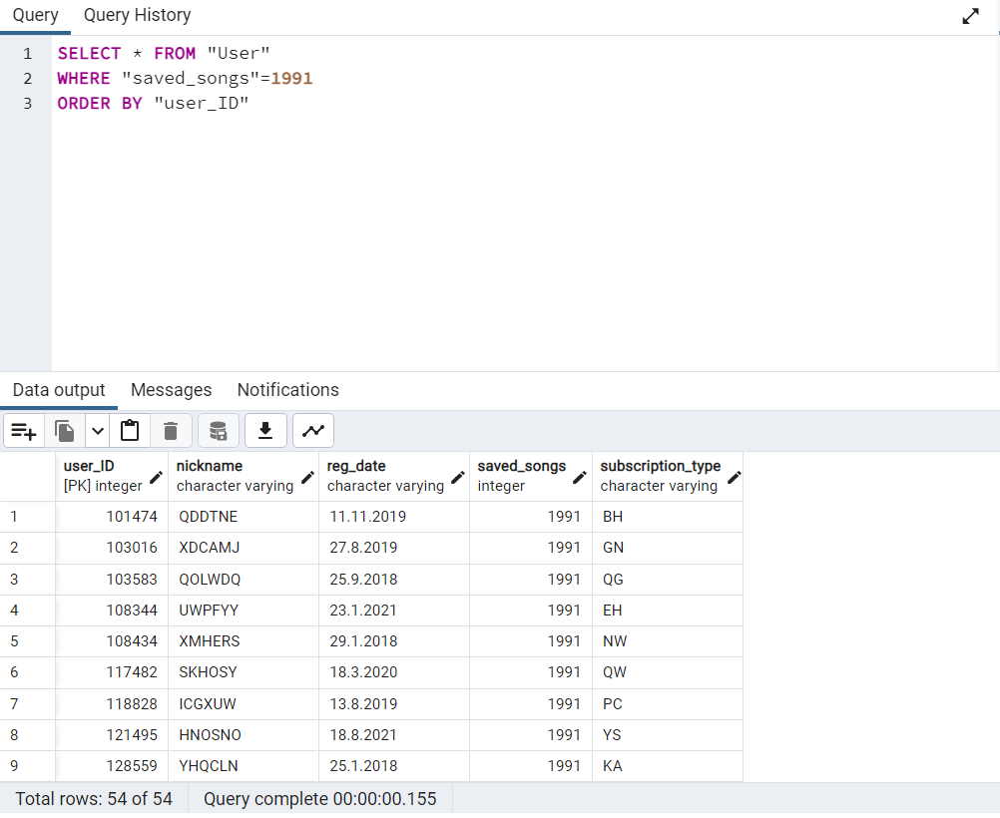 Query Query History
1 SELECT * FROM "User"
2 WHERE "saved_songs"=1991
3 ORDER BY "user_ID"
Data output Messages Notifications
user_ID nickname reg_date saved_songs subscription_type
[PK] integer character varying character varying integer character varying
1 101474 QDDTNE 11.11.2019 1991 BH
2 103016 XDCAMJ 27.8.2019 1991 GN
3 103583 QOLWDQ 25.9.2018 1991 QG
4 108344 UWPFYY 23.1.2021 1991 EH
5 108434 XMHERS 29.1.2018 1991 NW
6 117482 SKHOSY 18.3.2020 1991 QW
7 118828 ICGXUW 13.8.2019 1991 PC
8 121495 HNOSNO 18.8.2021 1991 YS
9 128559 YHQCLN 25.1.2018 1991 KA
Total rows: 54 of 54 Query complete 00:00:00.155